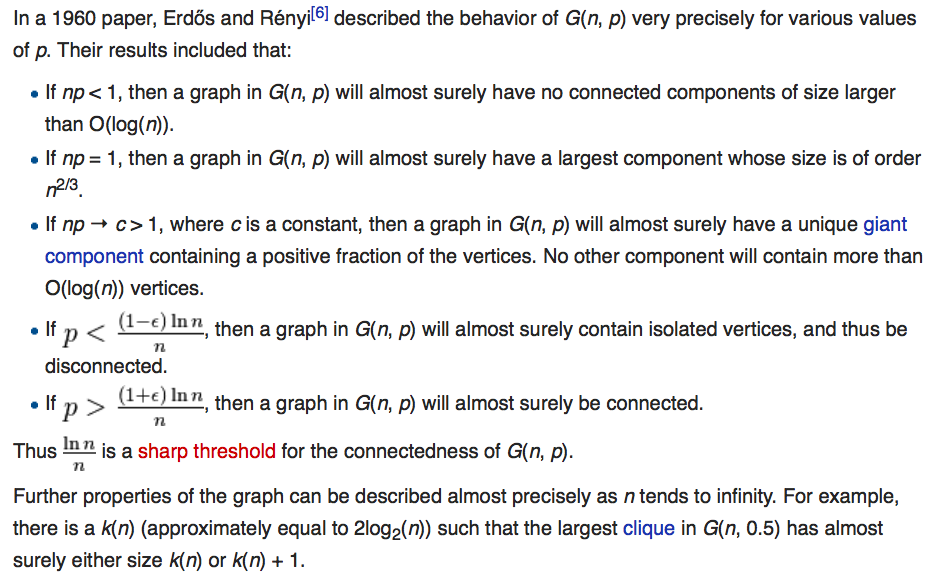 In a 1960 paper, Erdős and Rényi[6] described the behavior of G(n, p) very precisely for various values
of p. Their results included that:
• If np < 1, then a graph in G(n, p) will almost surely have no connected components of size larger
than O(log(n)).
• If np = 1, then a graph in G(n, p) will almost surely have a largest component whose size is of order
n^{2/3}.
• If np → c > 1, where c is a constant, then a graph in G(n, p) will almost surely have a unique giant
component containing a positive fraction of the vertices. No other component will contain more than
O(log(n)) vertices.
• If p < \frac{(1-ϵ) ln n}{n}, then a graph in G(n, p) will almost surely contain isolated vertices, and thus be
disconnected.
• If p > \frac{(1+ϵ) ln n}{n}, then a graph in G(n, p) will almost surely be connected.
Thus \frac{ln n}{n} is a sharp threshold for the connectedness of G(n, p).
Further properties of the graph can be described almost precisely as n tends to infinity. For example,
there is a k(n) (approximately equal to 2log₂(n)) such that the largest clique in G(n, 0.5) has almost
surely either size k(n) or k(n) + 1.